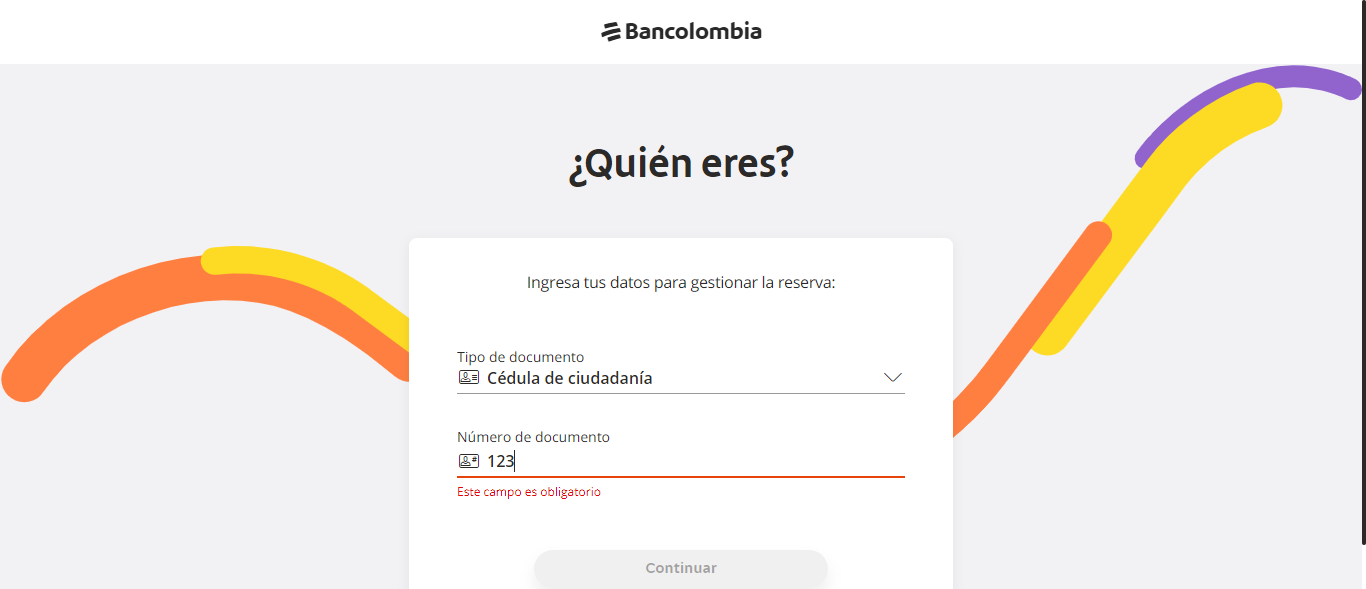 Bancolombia
¿Quién eres?
Ingresa tus datos para gestionar la reserva:
Tipo de documento
Cédula de ciudadanía
Número de documento
123
Este campo es obligatorio
Continuar